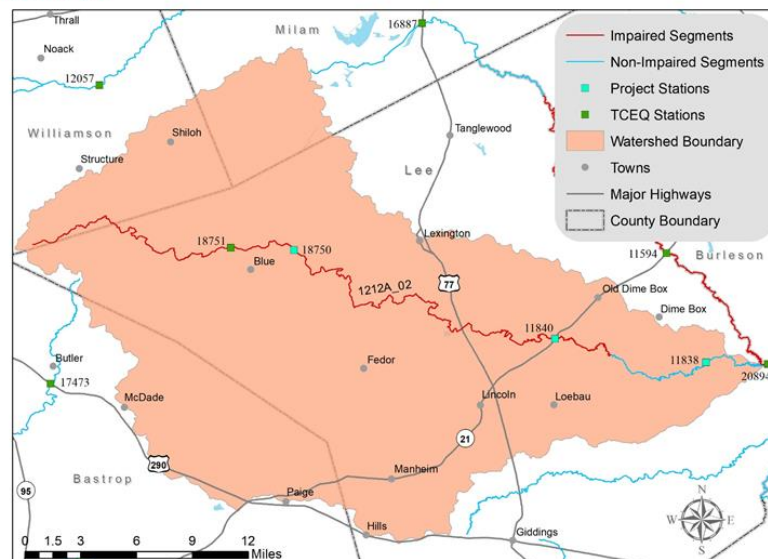 Thrall
Milam
16887
Noack
12057
Impaired Segments
Non-Impaired Segments
Project Stations
TCEQ Stations
Watershed Boundary
Towns
Major Highways
County Boundary
Williamson
Shiloh
Tanglewood
Structure
Lee
Lexington
18751
18750
Blue
77
11594
Burleson
1212A_02
Old Dime Box
Dime Box
11840
11838
20894
Butler
17473
Fedor
McDade
Lincoln
Loebau
21
290
Bastrop
Manheim
95
Paige
Hills
Giddings
N
W
E
S
0 1.5 3 6 9 12
Miles